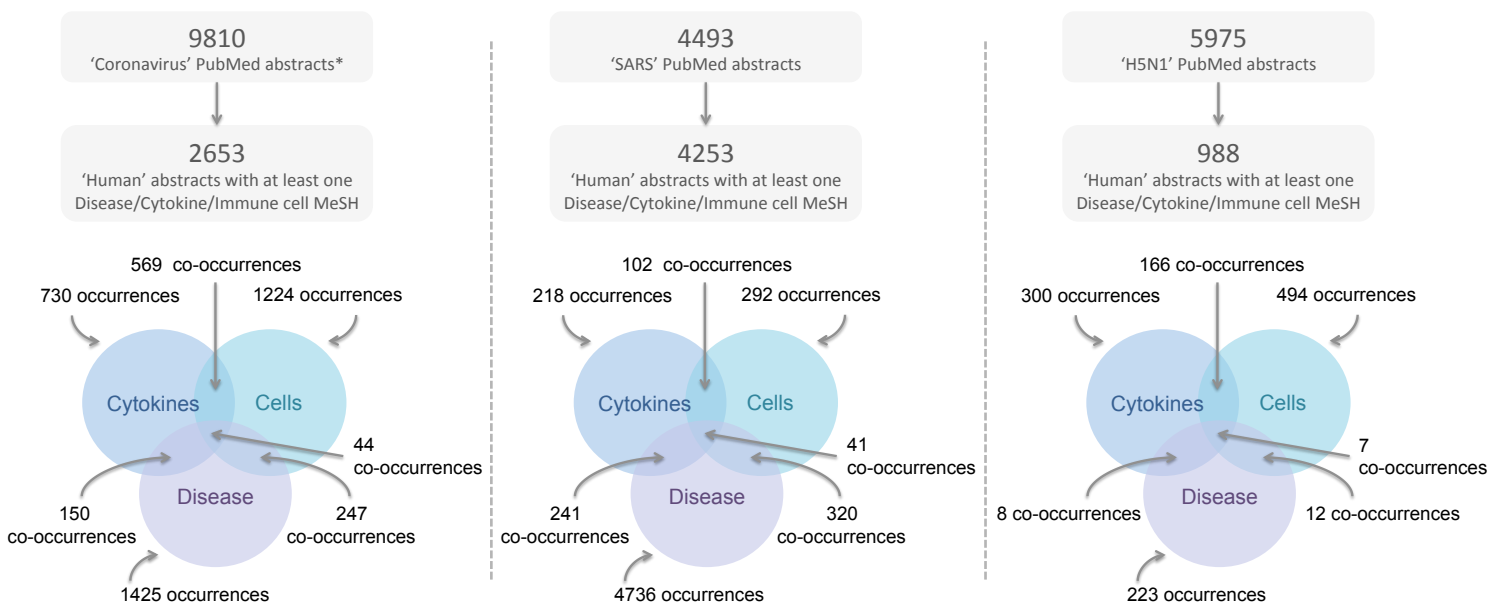 9810
‘Coronavirus’ PubMed abstracts*
2653
‘Human’ abstracts with at least one
Disease/Cytokine/Immune cell MeSH
569 co-occurrences
730 occurrences
1224 occurrences
Cytokines
Cells
44
co-occurrences
Disease
150
co-occurrences
247
co-occurrences
1425 occurrences
4493
‘SARS’ PubMed abstracts
4253
‘Human’ abstracts with at least one
Disease/Cytokine/Immune cell MeSH
102 co-occurrences
218 occurrences
292 occurrences
Cytokines
Cells
41
co-occurrences
Disease
241
co-occurrences
320
co-occurrences
4736 occurrences
5975
‘H5N1’ PubMed abstracts
988
‘Human’ abstracts with at least one
Disease/Cytokine/Immune cell MeSH
166 co-occurrences
300 occurrences
494 occurrences
Cytokines
Cells
7
co-occurrences
Disease
8 co-occurrences
12 co-occurrences
223 occurrences